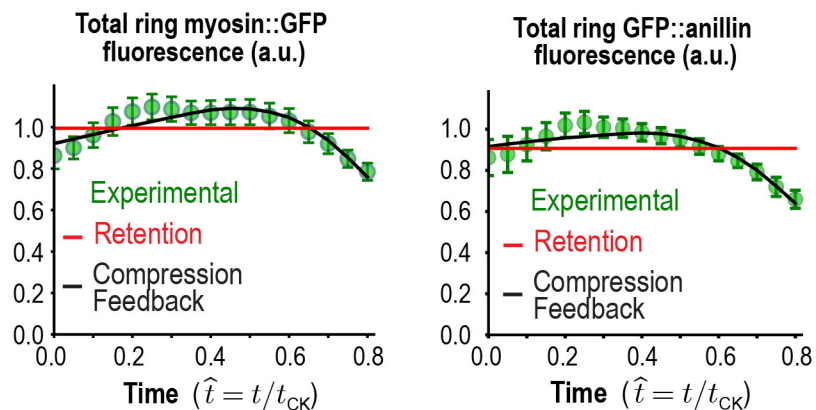 Total ring myosin::GFP
fluorescence (a.u.)
1.0
0.8
0.6
0.4
0.2
0.0
Experimental
Retention
Compression
Feedback
0.0 0.2 0.4 0.6 0.8
Time (t̂ = t/t_CK)
Total ring GFP::anillin
fluorescence (a.u.)
1.0
0.8
0.6
0.4
0.2
0.0
Experimental
Retention
Compression
Feedback
0.0 0.2 0.4 0.6 0.8
Time (t̂ = t/t_CK)